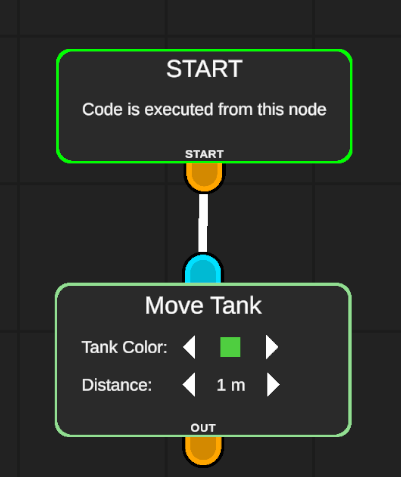 START
Code is executed from this node
START
Move Tank
Tank Color:
Distance: 1 m
OUT